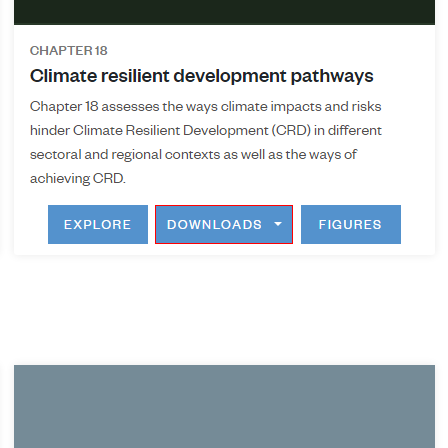 CHAPTER 18
Climate resilient development pathways
Chapter 18 assesses the ways climate impacts and risks
hinder Climate Resilient Development (CRD) in different
sectoral and regional contexts as well as the ways of
achieving CRD.
EXPLORE DOWNLOADS FIGURES